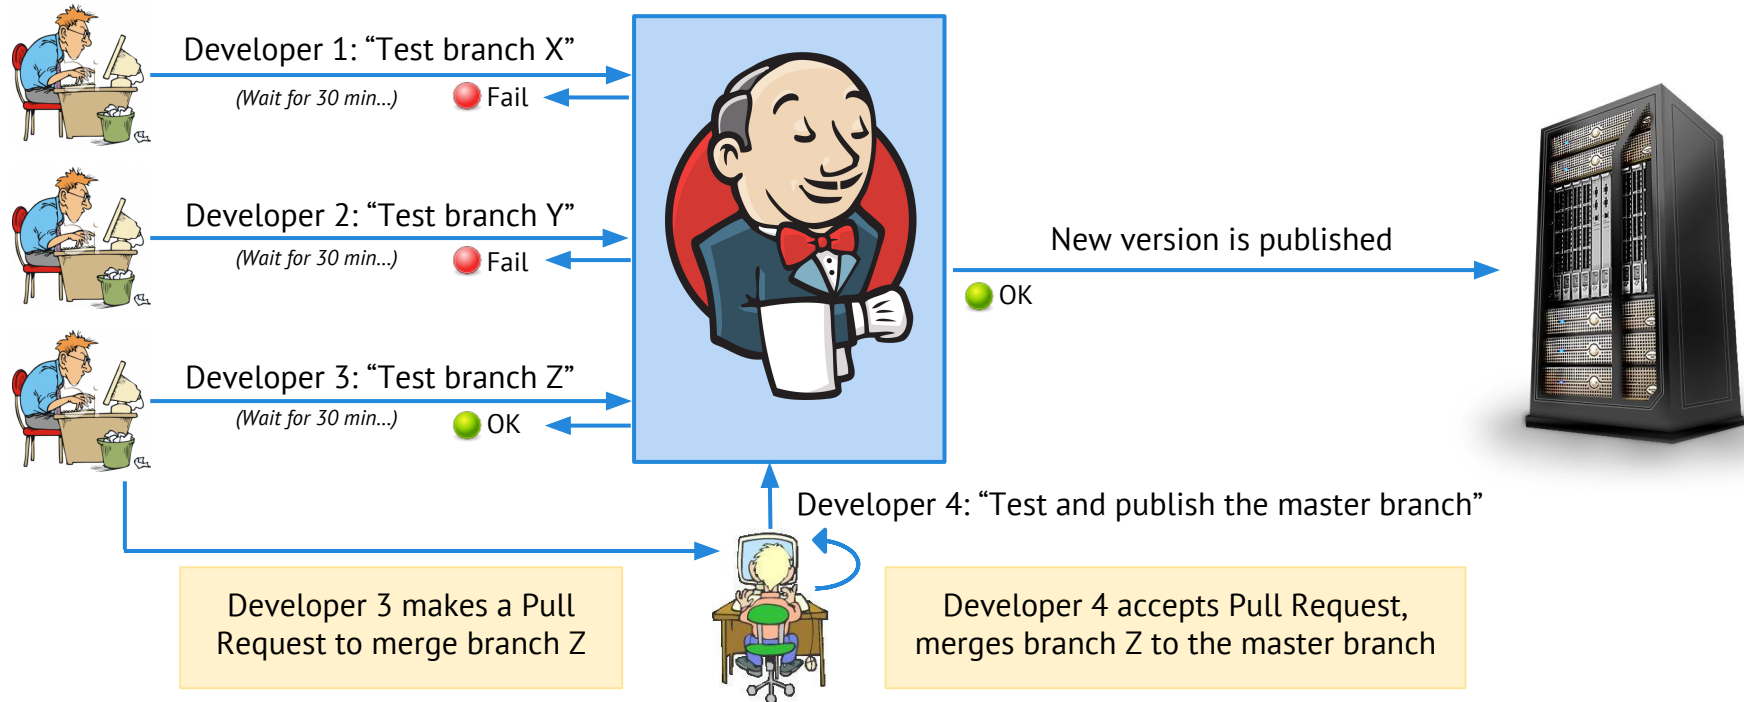 Developer 1: “Test branch X”
(Wait for 30 min...)
Fail
Developer 2: “Test branch Y”
(Wait for 30 min...)
Fail
New version is published
OK
Developer 3: “Test branch Z”
(Wait for 30 min...)
OK
Developer 4: “Test and publish the master branch”
Developer 3 makes a Pull
Request to merge branch Z
Developer 4 accepts Pull Request,
merges branch Z to the master branch